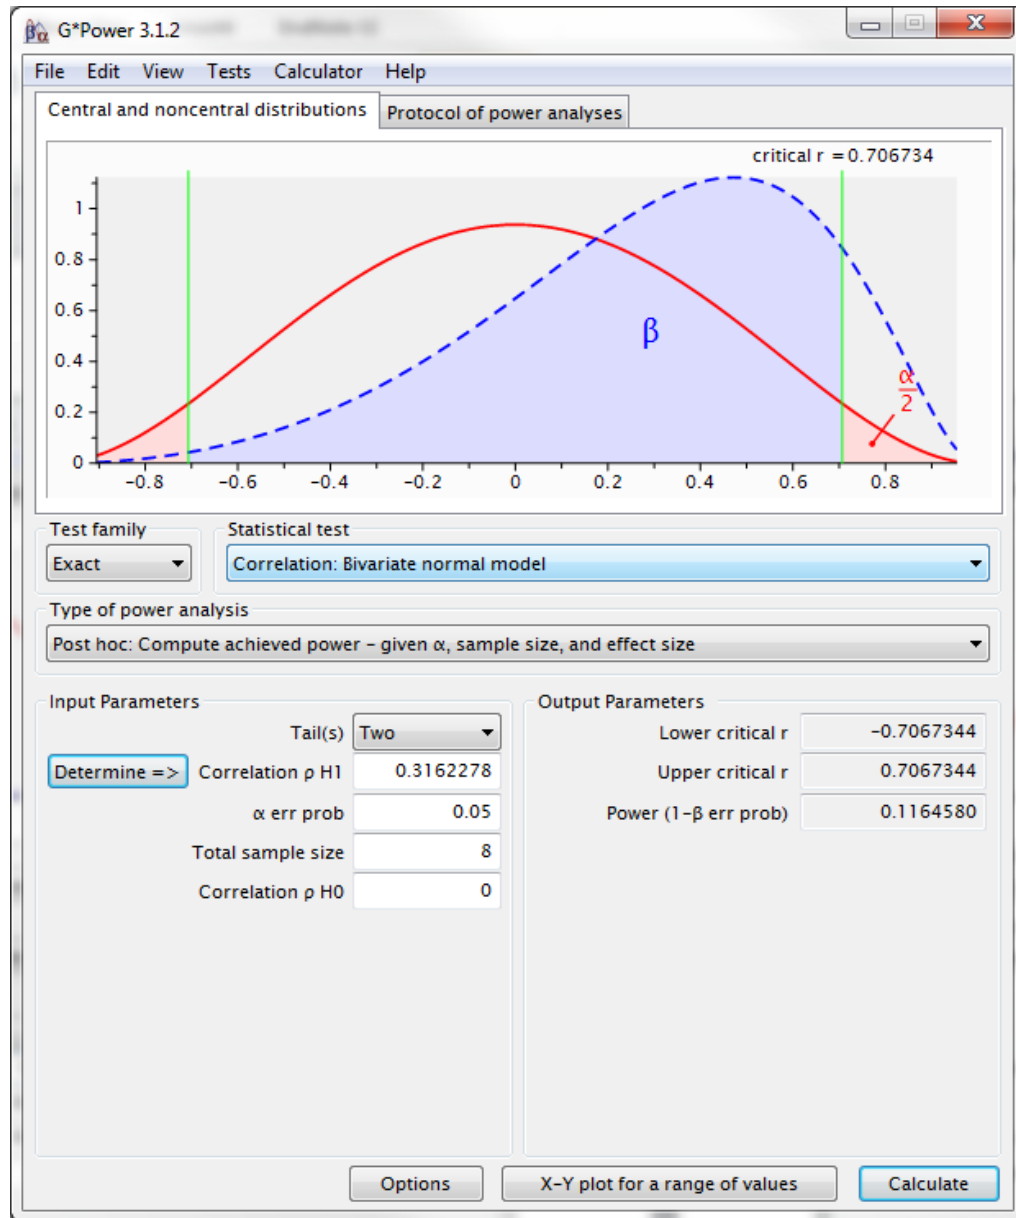 G*Power 3.1.2
File Edit View Tests Calculator Help
Central and noncentral distributions Protocol of power analyses
critical r = 0.706734
1
0.8
0.6
0.4
0.2
0
β
α
2
-0.8 -0.6 -0.4 -0.2 0 0.2 0.4 0.6 0.8
Test family Statistical test
Exact Correlation: Bivariate normal model
Type of power analysis
Post hoc: Compute achieved power – given α, sample size, and effect size
Input Parameters
Tail(s) Two
Determine => Correlation ρ H1 0.3162278
α err prob 0.05
Total sample size 8
Correlation ρ H0 0
Output Parameters
Lower critical r -0.7067344
Upper critical r 0.7067344
Power (1-β err prob) 0.1164580
Options X-Y plot for a range of values Calculate